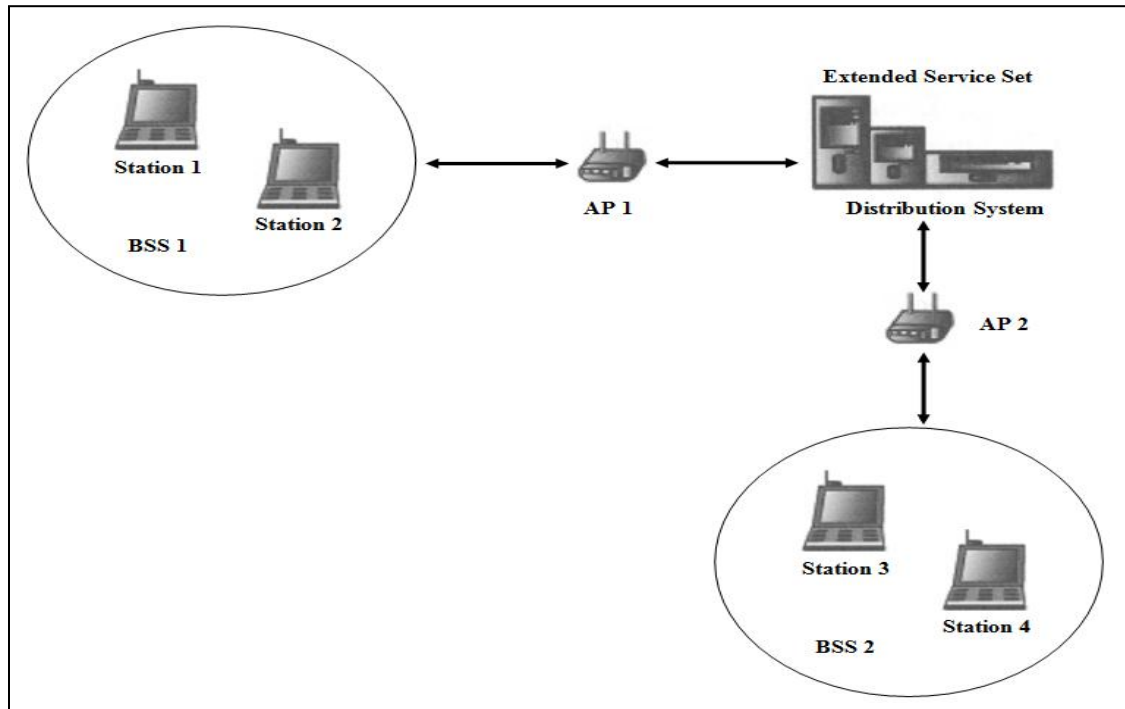 Extended Service Set
Station 1
Station 2
BSS 1
AP 1
Distribution System
AP 2
Station 3
Station 4
BSS 2